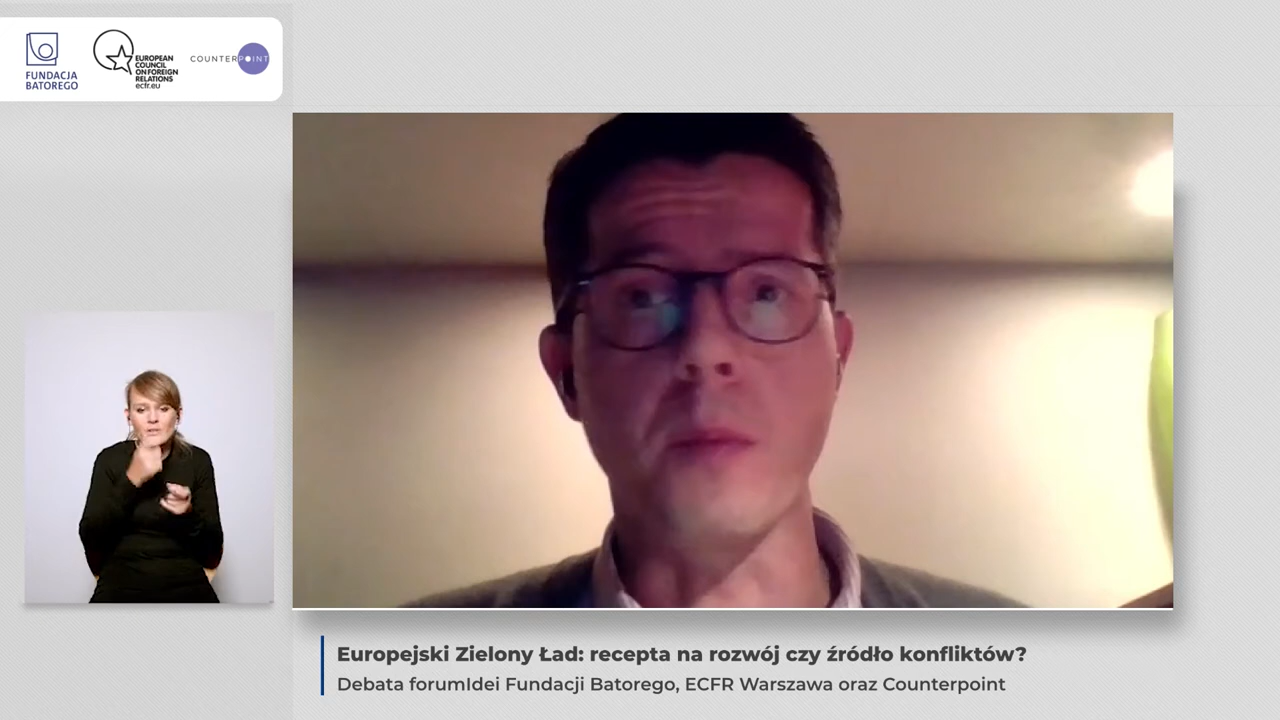 FUNDACJA
BATOREGO
EUROPEAN
COUNCIL
ON FOREIGN
RELATIONS
ecfr.eu
COUNTERPOINT
Europejski Zielony Ład: recepta na rozwój czy źródło konfliktów?
Debata forumIdei Fundacji Batorego, ECFR Warszawa oraz Counterpoint